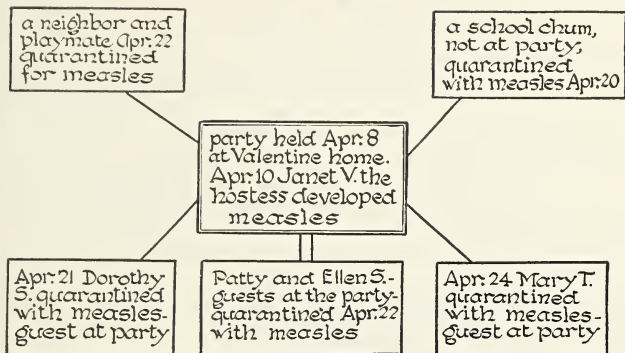 a neighbor and
playmate Apr. 22
quarantined
for measles
a school chum,
not at party,
quarantined
with measles Apr. 20
party held Apr. 8
at Valentine home.
Apr. 10 Janet V. the
hostess developed
measles
Apr. 21 Dorothy
S. quarantined
with measles-
guest at party
Patty and Ellen S.-
guests at the party-
quarantined Apr. 22
with measles
Apr. 24 Mary T.
quarantined
with measles-
guest at party